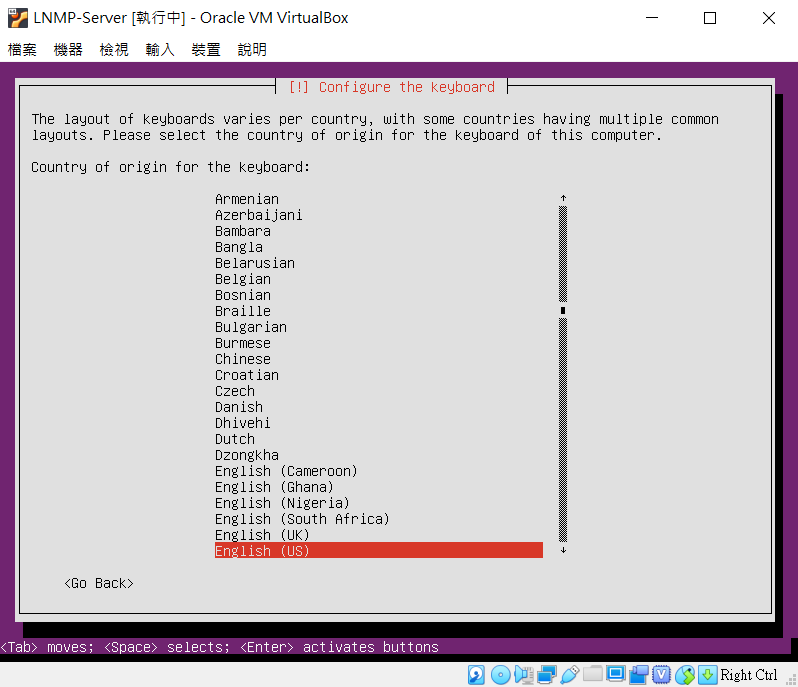 LNMP-Server [執行中] - Oracle VM VirtualBox
檔案 機器 檢視 輸入 裝置 說明
[!] Configure the keyboard
The layout of keyboards varies per country, with some countries having multiple common
layouts. Please select the country of origin for the keyboard of this computer.
Country of origin for the keyboard:
Armenian
Azerbaijani
Bambara
Bangla
Belarusian
Belgian
Bosnian
Braille
Bulgarian
Burmese
Chinese
Croatian
Czech
Danish
Dhivehi
Dutch
Dzongkha
English (Cameroon)
English (Ghana)
English (Nigeria)
English (South Africa)
English (UK)
English (US)
<Go Back>
<Tab> moves; <Space> selects; <Enter> activates buttons
Right Ctrl